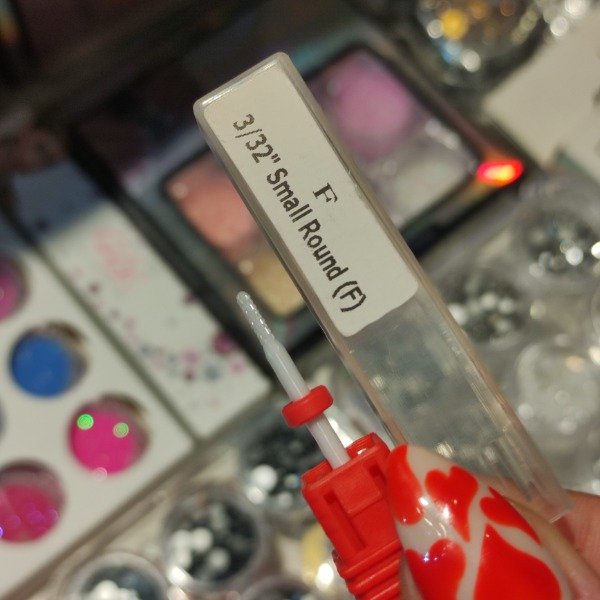 F
3/32" Small Round (F)